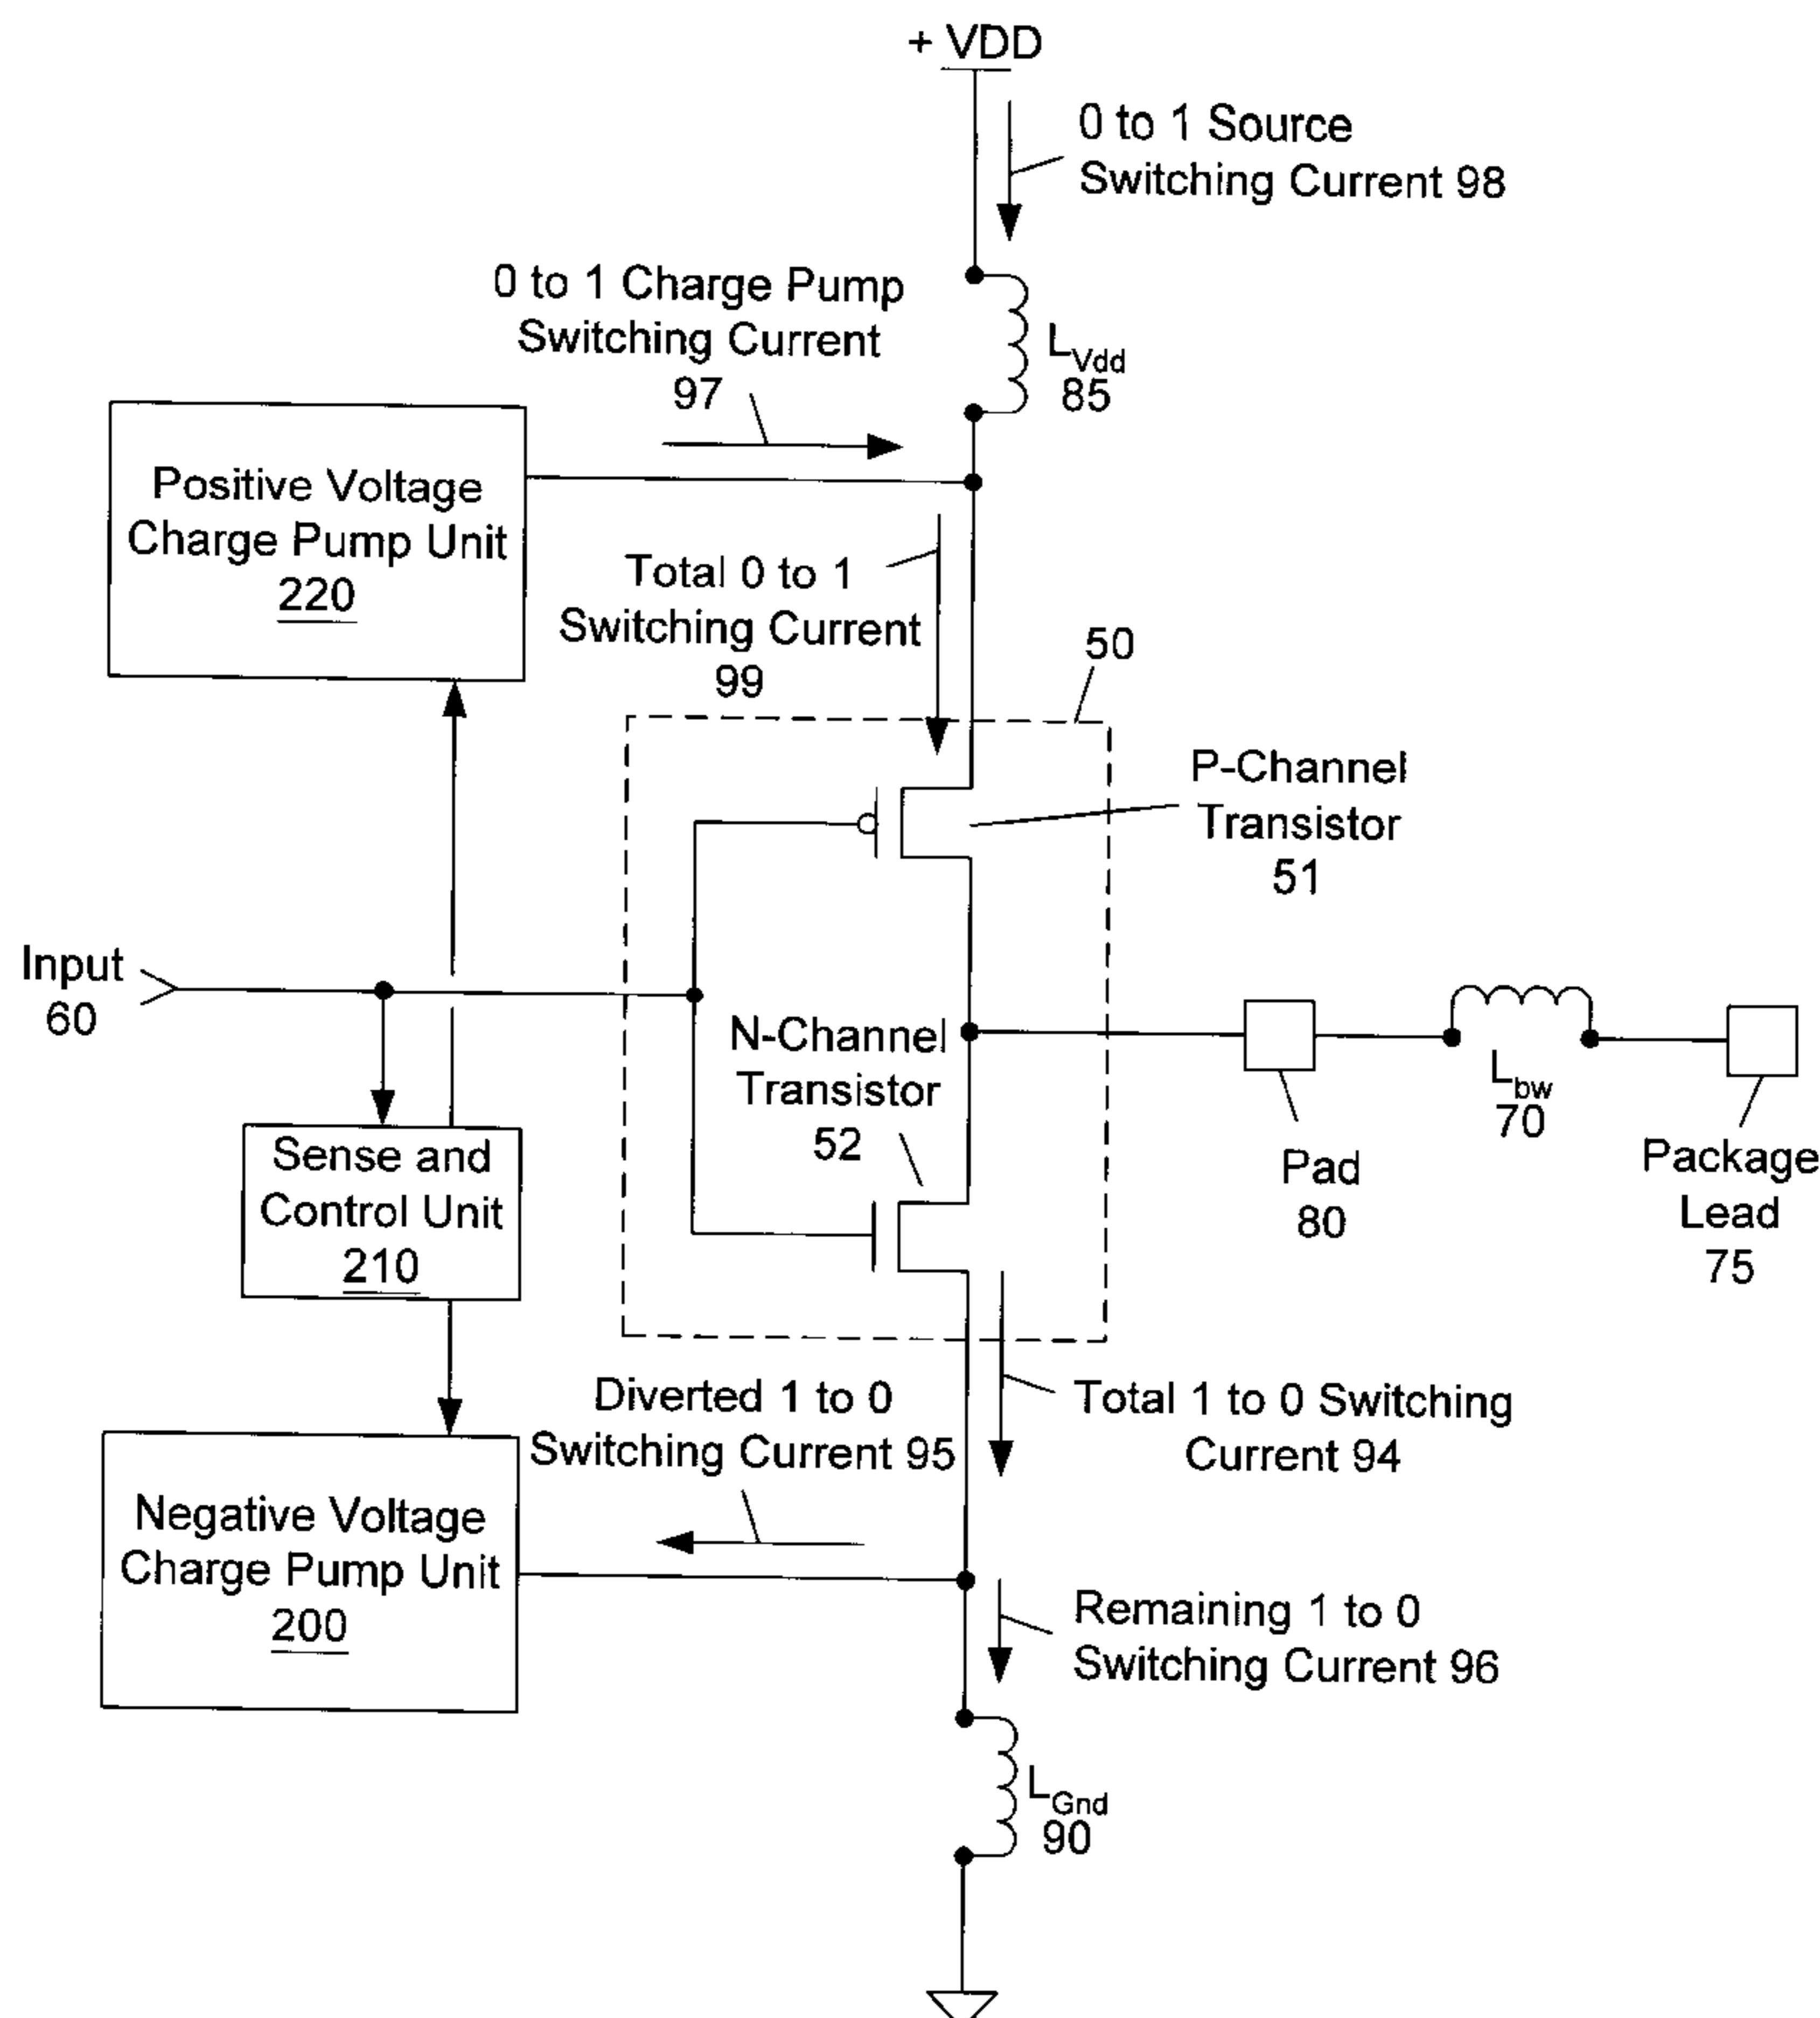 + VDD
0 to 1 Source
Switching Current 98
0 to 1 Charge Pump
Switching Current
97
LVdd
85
Positive Voltage
Charge Pump Unit
220
Total 0 to 1
Switching Current
99
50
P-Channel
Transistor
51
Input
60
N-Channel
Transistor
52
Lbw
70
Pad
80
Package
Lead
75
Sense and
Control Unit
210
Diverted 1 to 0
Switching Current 95
Total 1 to 0 Switching
Current 94
Negative Voltage
Charge Pump Unit
200
Remaining 1 to 0
Switching Current 96
LGnd
90